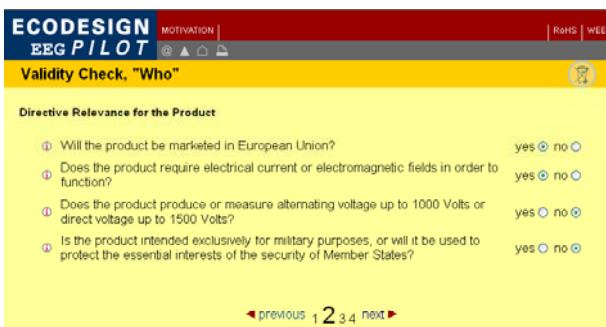 ECODESIGN MOTIVATION | | RoHS | WEE
EEG PILOT @
Validity Check, "Who"
Directive Relevance for the Product
Will the product be marketed in European Union? yes no
Does the product require electrical current or electromagnetic fields in order to yes no
function?
Does the product produce or measure alternating voltage up to 1000 Volts or yes no
direct voltage up to 1500 Volts?
Is the product intended exclusively for military purposes, or will it be used to yes no
protect the essential interests of the security of Member States?
previous 1 2 3 4 next